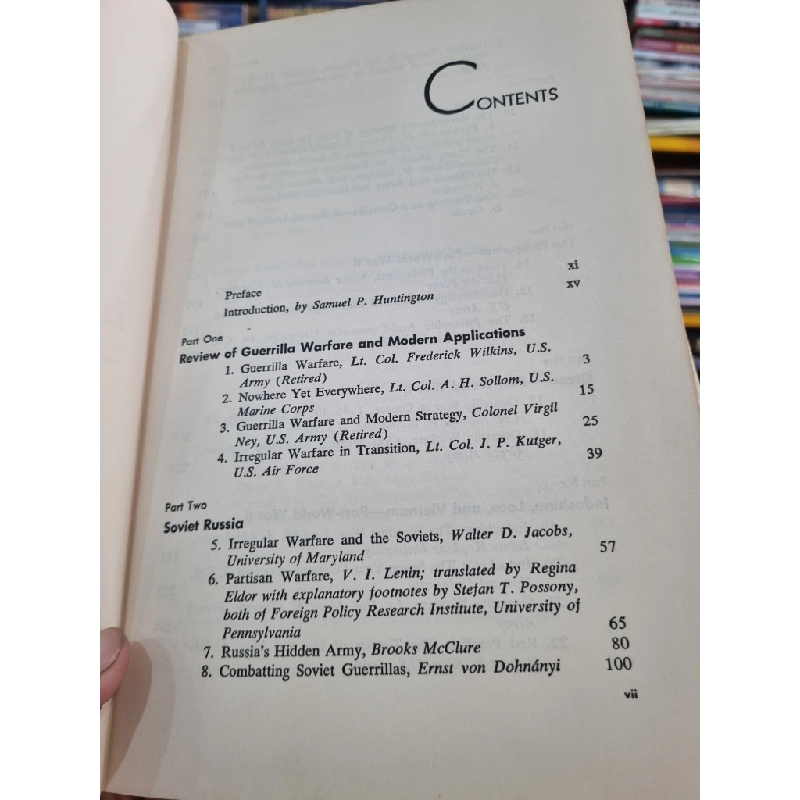 CONTENTS
Preface xi
Introduction, by Samuel P. Huntington xv
Part One
Review of Guerrilla Warfare and Modern Applications
1. Guerrilla Warfare, Lt. Col. Frederick Wilkins, U.S.
Army (Retired) 3
2. Nowhere Yet Everywhere, Lt. Col. A. H. Sollom, U.S.
Marine Corps 15
3. Guerrilla Warfare and Modern Strategy, Colonel Virgil
Ney, U.S. Army (Retired) 25
4. Irregular Warfare in Transition, Lt. Col. I. P. Kutger,
U.S. Air Force 39
Part Two
Soviet Russia
5. Irregular Warfare and the Soviets, Walter D. Jacobs,
University of Maryland 57
6. Partisan Warfare, V. I. Lenin; translated by Regina
Eldor with explanatory footnotes by Stefan T. Possony,
both of Foreign Policy Research Institute, University of
Pennsylvania 65
7. Russia's Hidden Army, Brooks McClure 80
8. Combatting Soviet Guerrillas, Ernst von Dohnányi 100
vii